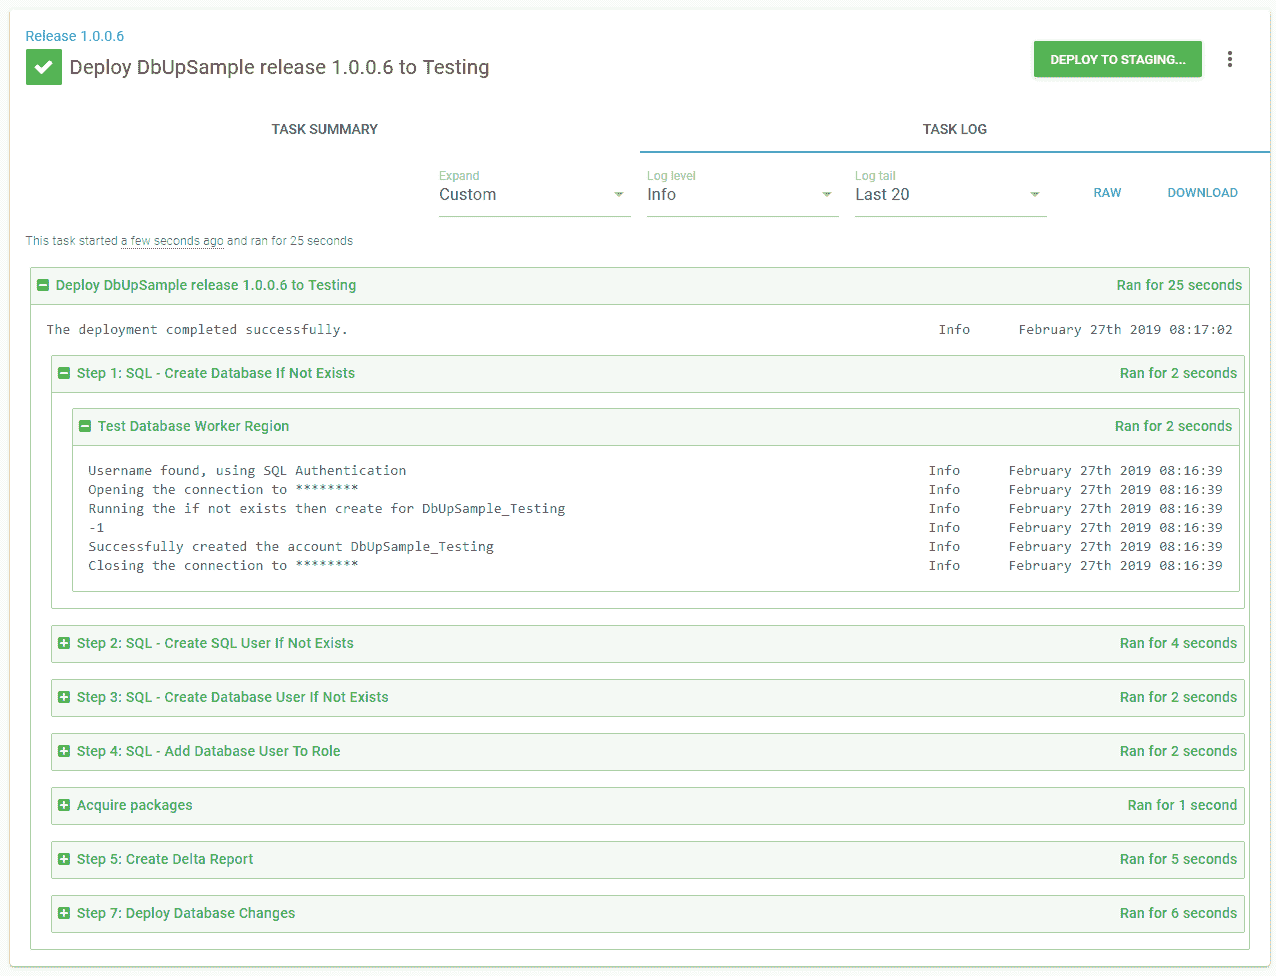 Release 1.0.0.6
Deploy DbUpSample release 1.0.0.6 to Testing
DEPLOY TO STAGING...
TASK SUMMARY
TASK LOG
Expand
Custom
Log level
Info
Log tail
Last 20
RAW
DOWNLOAD
This task started a few seconds ago and ran for 25 seconds
Deploy DbUpSample release 1.0.0.6 to Testing Ran for 25 seconds
The deployment completed successfully. Info February 27th 2019 08:17:02
Step 1: SQL - Create Database If Not Exists Ran for 2 seconds
Test Database Worker Region Ran for 2 seconds
Username found, using SQL Authentication Info February 27th 2019 08:16:39
Opening the connection to ******** Info February 27th 2019 08:16:39
Running the if not exists then create for DbUpSample_Testing Info February 27th 2019 08:16:39
-1 Info February 27th 2019 08:16:39
Successfully created the account DbUpSample_Testing Info February 27th 2019 08:16:39
Closing the connection to ******** Info February 27th 2019 08:16:39
Step 2: SQL - Create SQL User If Not Exists Ran for 4 seconds
Step 3: SQL - Create Database User If Not Exists Ran for 2 seconds
Step 4: SQL - Add Database User To Role Ran for 2 seconds
Acquire packages Ran for 1 second
Step 5: Create Delta Report Ran for 5 seconds
Step 7: Deploy Database Changes Ran for 6 seconds